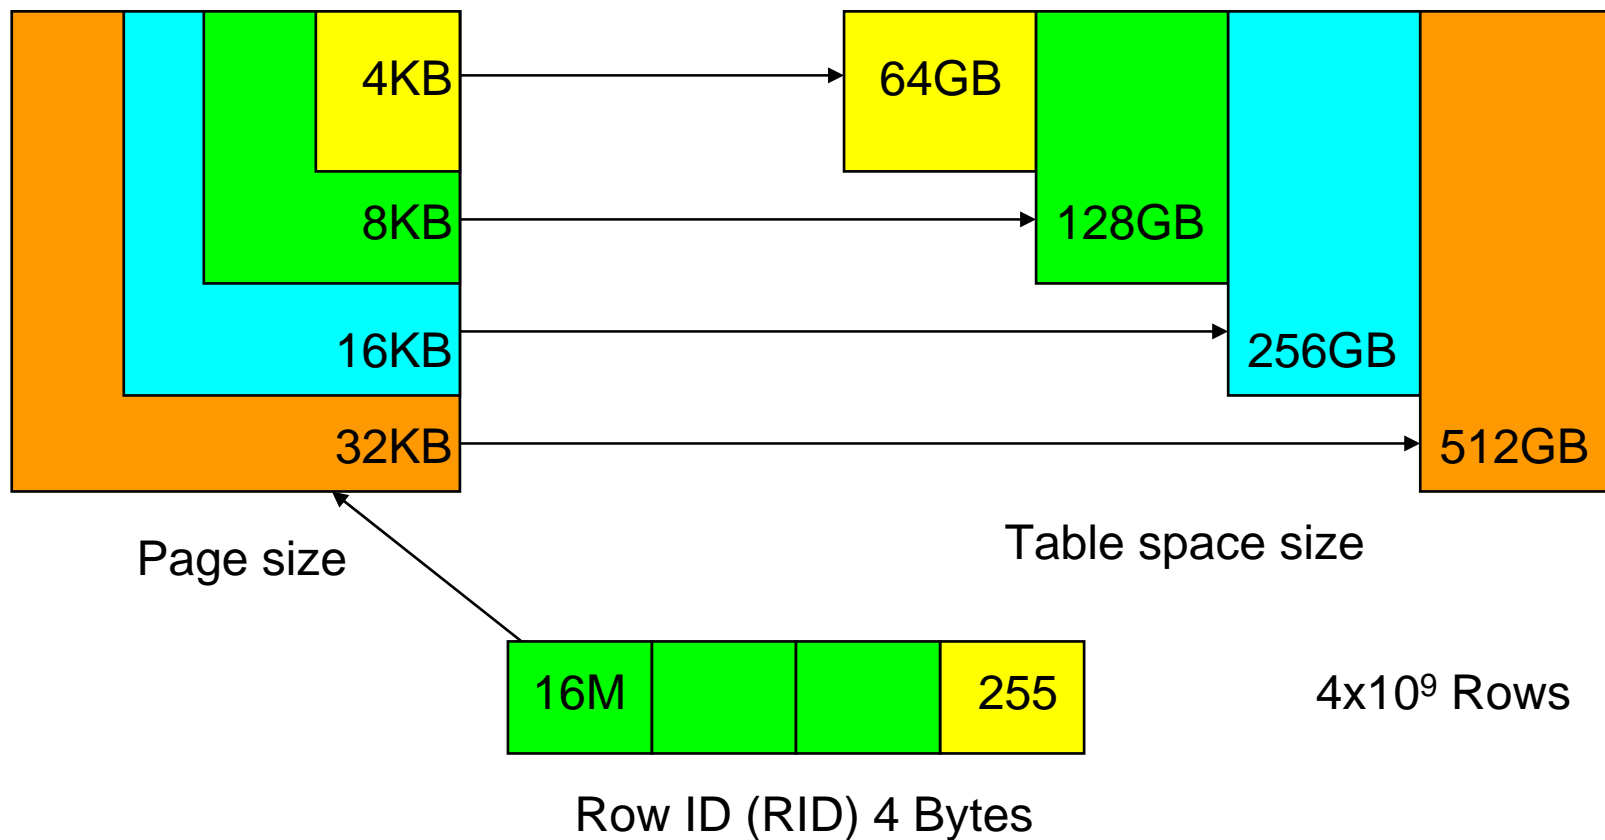 4KB
64GB
8KB
128GB
16KB
256GB
32KB
512GB
Page size
Table space size
16M
255
4x10⁹ Rows
Row ID (RID) 4 Bytes